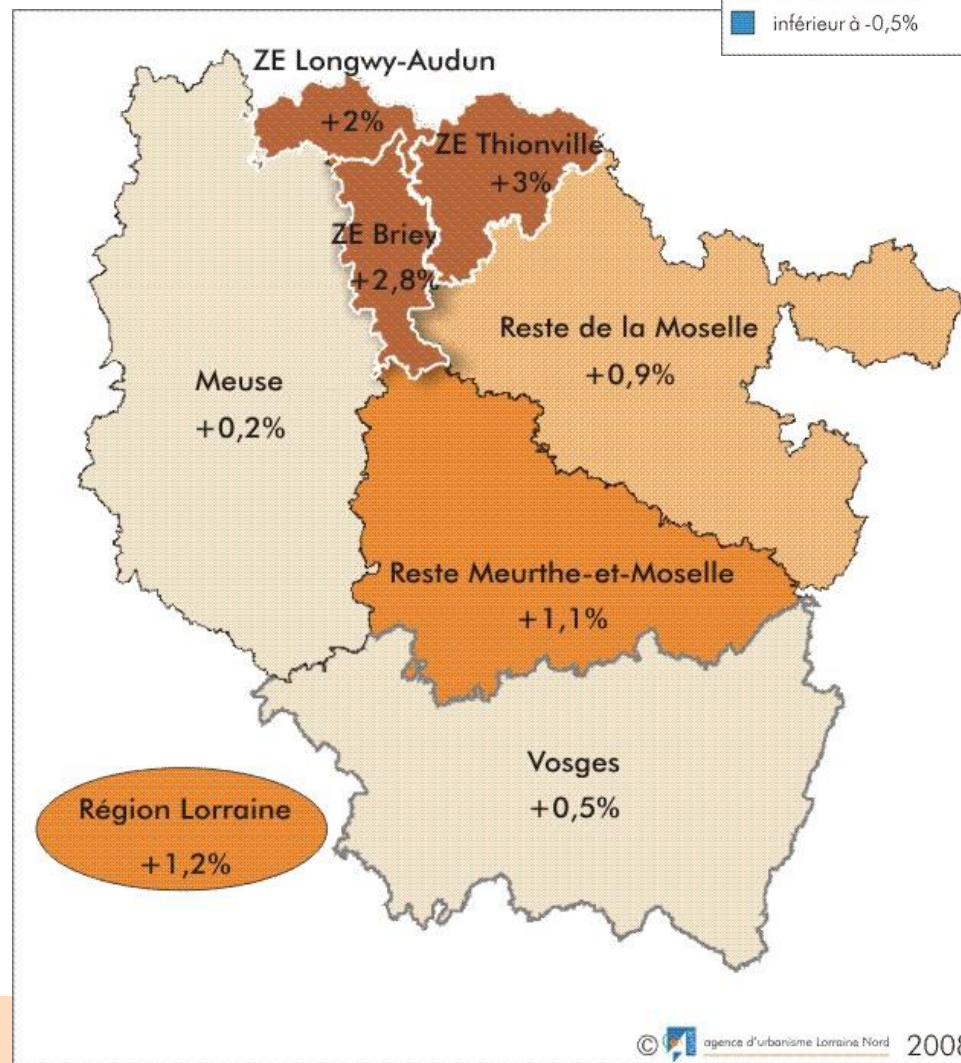 inférieur à -0,5%
ZE Longwy-Audun
+2%
ZE Thionville
+3%
ZE Briey
+2,8%
Reste de la Moselle
+0,9%
Meuse
+0,2%
Reste Meurthe-et-Moselle
+1,1%
Vosges
+0,5%
Région Lorraine
+1,2%
© agence d'urbanisme Lorraine Nord 2008